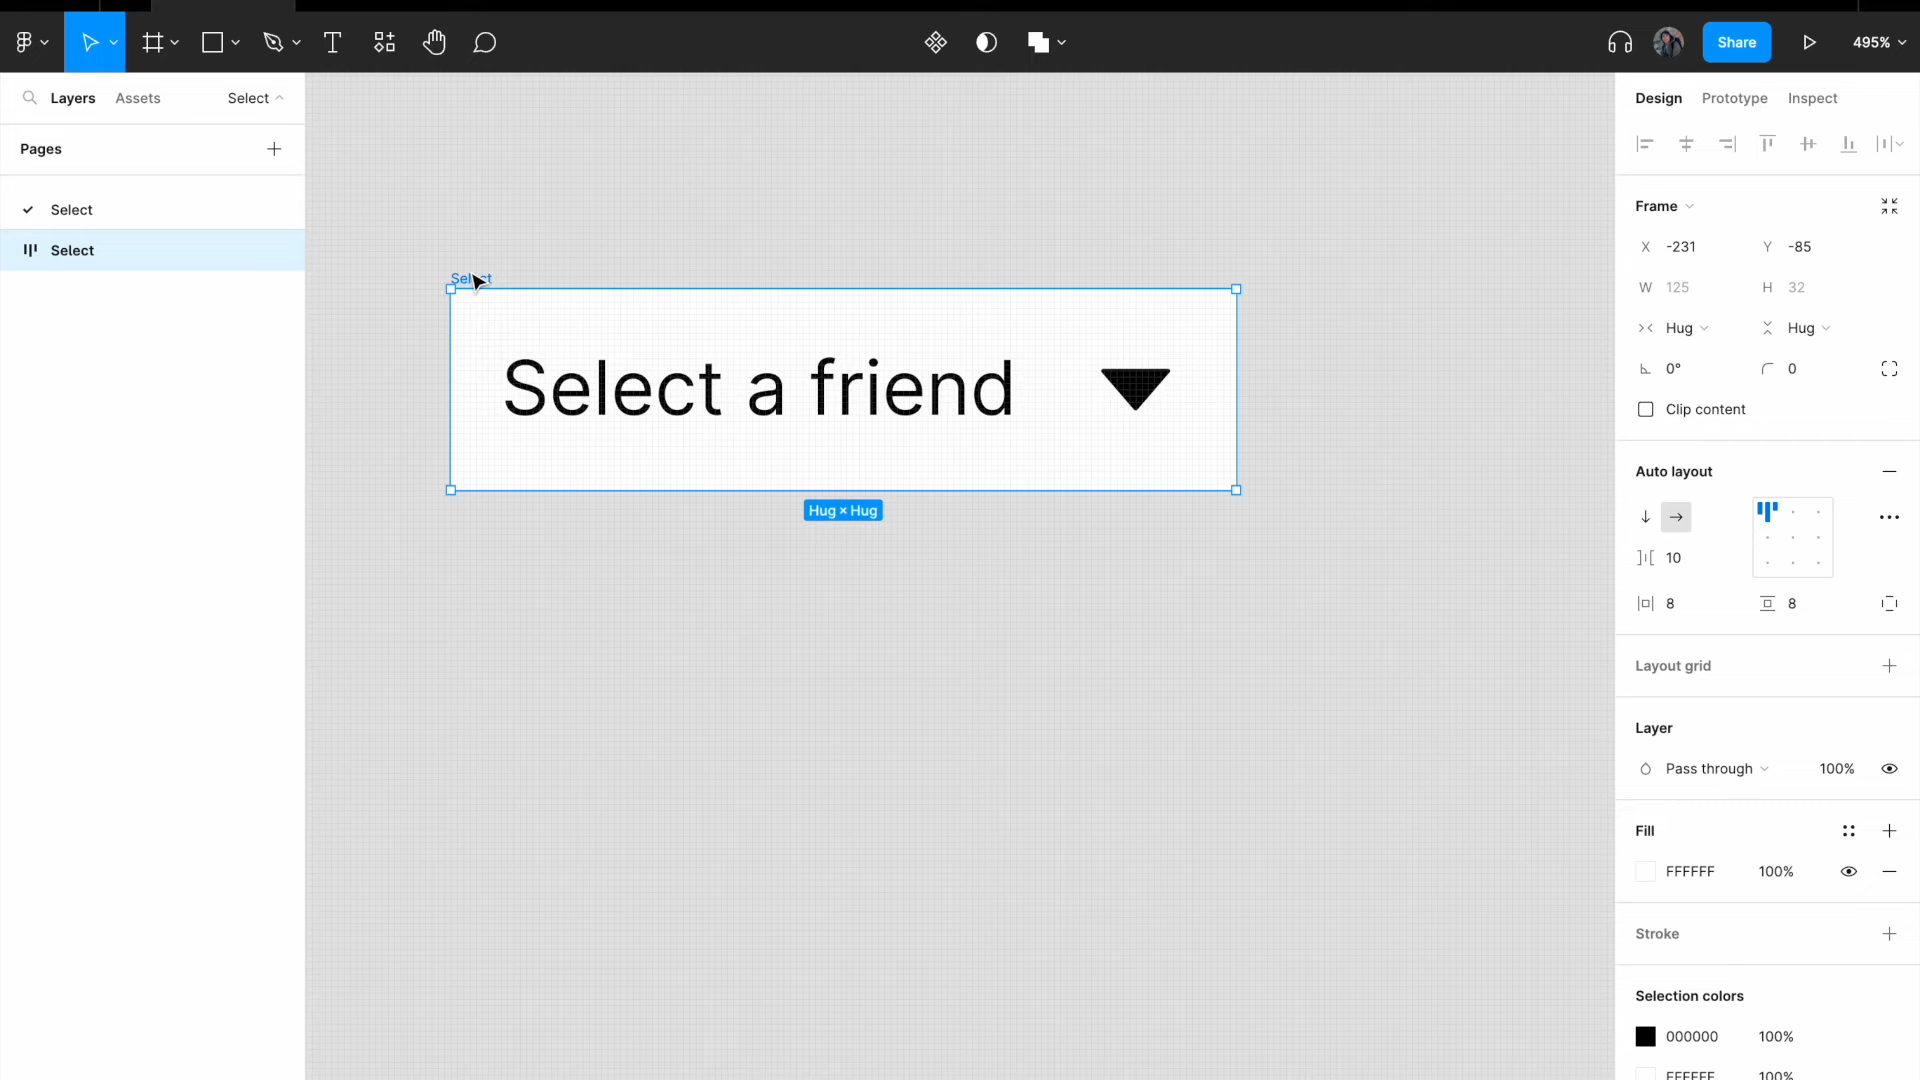 Share
495%
Layers
Assets
Select
Design
Prototype
Inspect
Pages
Select
Select
Select
Select a friend
Hug × Hug
Frame
X -231
Y -85
W 125
H 32
Hug
Hug
0°
0
Clip content
Auto layout
10
8
8
Layout grid
Layer
Pass through
100%
Fill
FFFFFF
100%
Stroke
Selection colors
000000
100%
FFFFFF
100%